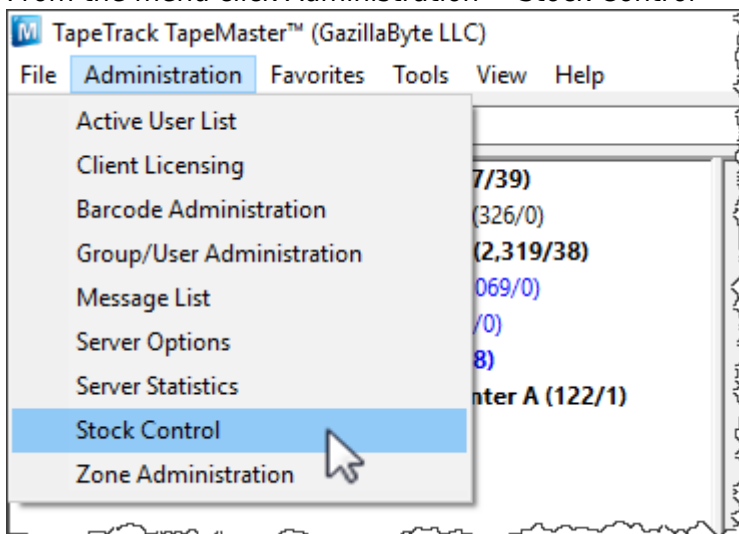 TapeTrack TapeMaster™ (GazillaByte LLC)
File Administration Favorites Tools View Help
Active User List
Client Licensing
7/39)
Barcode Administration
(326/0)
Group/User Administration
(2,319/38)
Message List
069/0)
Server Options
/0)
Server Statistics
8)
nter A (122/1)
Stock Control
Zone Administration